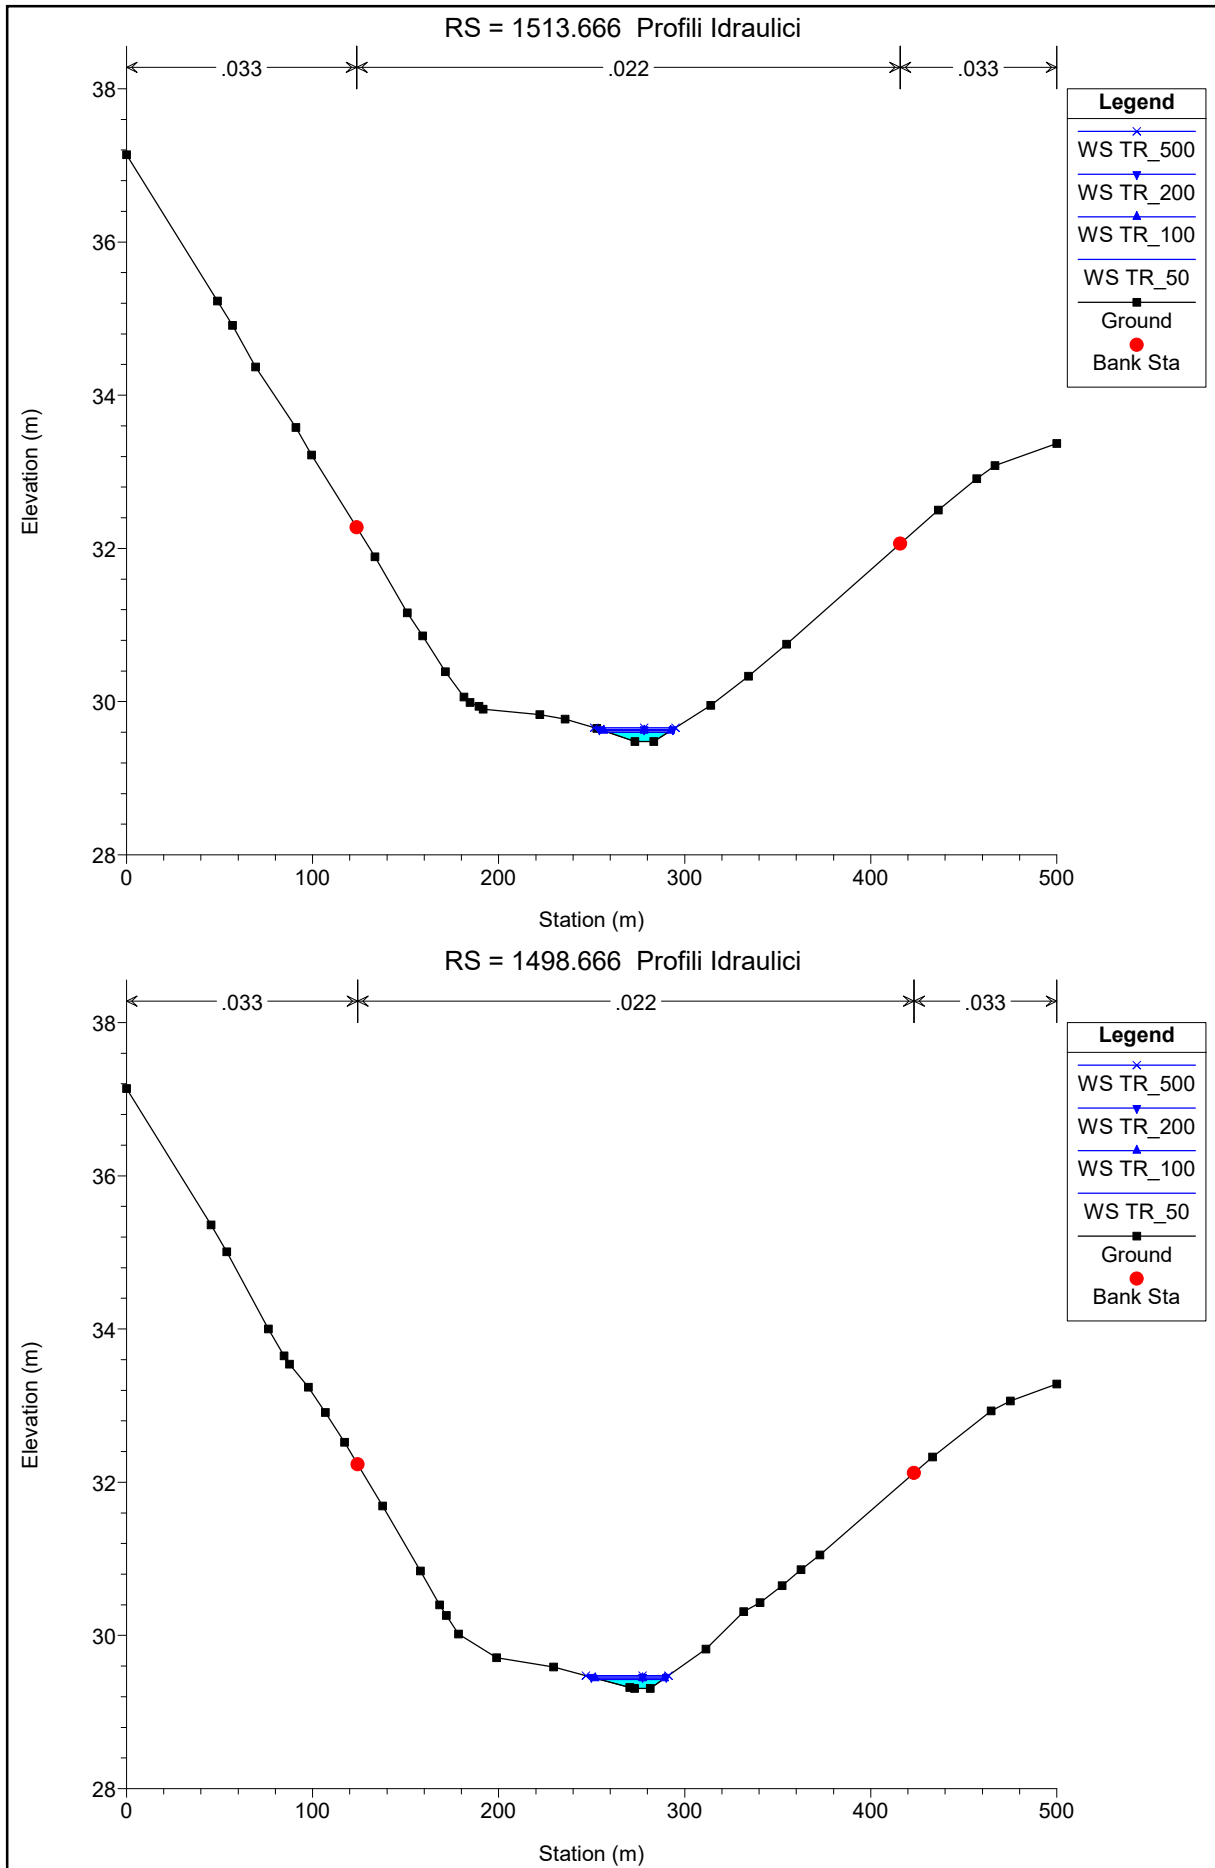 RS = 1513.666 Profili Idraulici
.033 .022 .033
Legend
WS TR_500
WS TR_200
WS TR_100
WS TR_50
Ground
Bank Sta
38
36
34
32
30
28
Elevation (m)
0 100 200 300 400 500
Station (m)
RS = 1498.666 Profili Idraulici
.033 .022 .033
Legend
WS TR_500
WS TR_200
WS TR_100
WS TR_50
Ground
Bank Sta
38
36
34
32
30
28
Elevation (m)
0 100 200 300 400 500
Station (m)